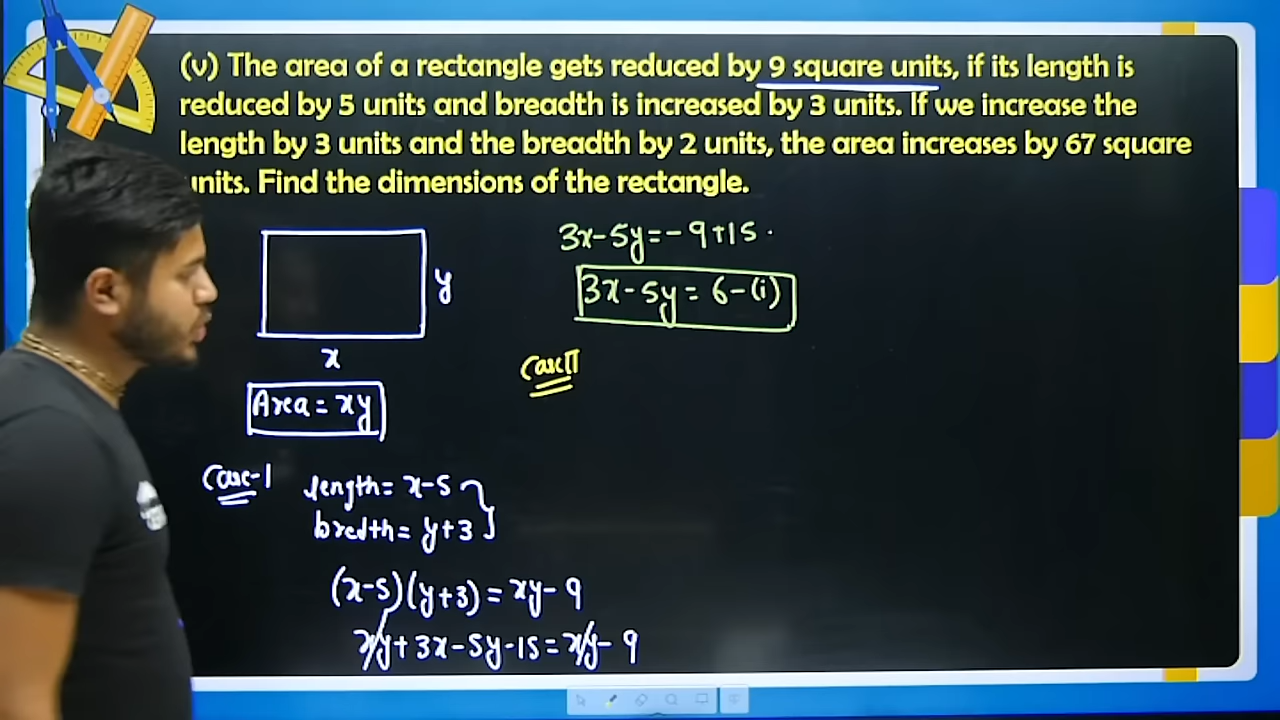 (v) The area of a rectangle gets reduced by 9 square units, if its length is
reduced by 5 units and breadth is increased by 3 units. If we increase the
length by 3 units and the breadth by 2 units, the area increases by 67 square
units. Find the dimensions of the rectangle.
y
x
Area = xy
Case-I
length = x-5
bredth = y+3
(x-5)(y+3) = xy-9
xy+3x-5y-15 = xy-9
3x-5y = -9+15
3x-5y = 6-(i)
Case II